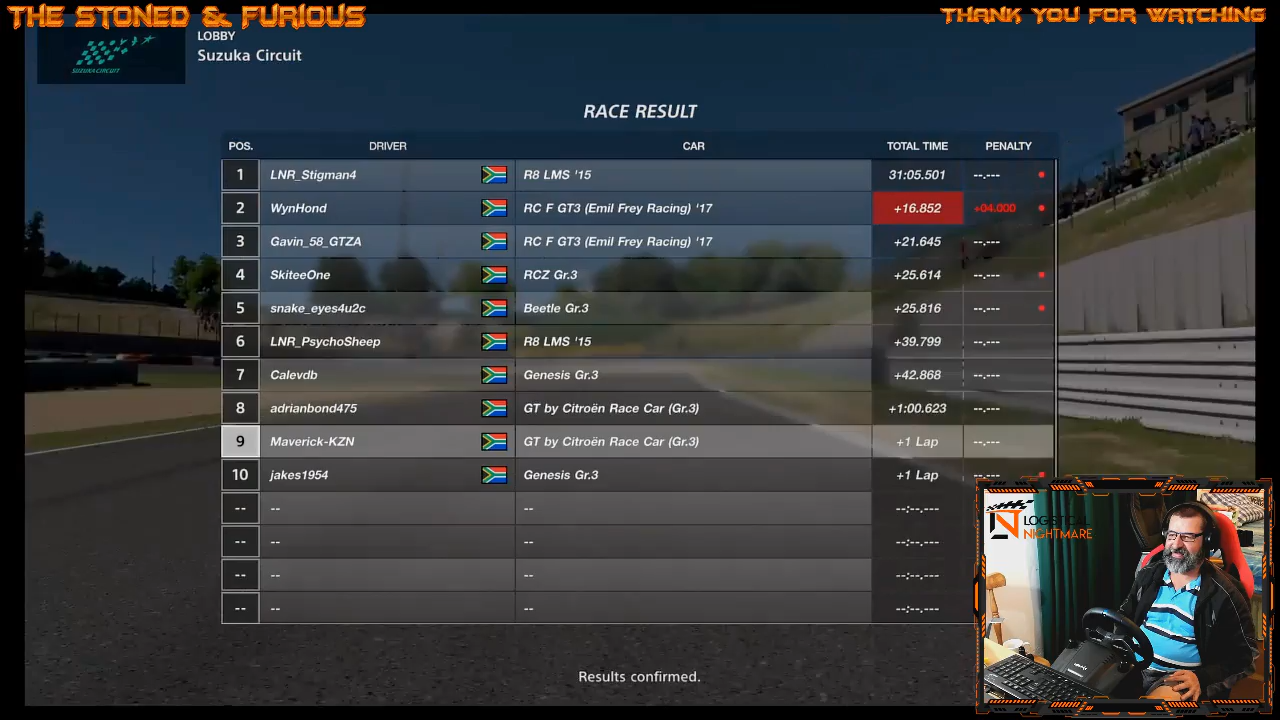 THE STONED & FURIOUS
THANK YOU FOR WATCHING
LOBBY
Suzuka Circuit
SUZUKA CIRCUIT
RACE RESULT
POS. DRIVER CAR TOTAL TIME PENALTY
1 LNR_Stigman4 R8 LMS '15 31:05.501 --.---
2 WynHond RC F GT3 (Emil Frey Racing) '17 +16.852 +04.000
3 Gavin_58_GTZA RC F GT3 (Emil Frey Racing) '17 +21.645 --.---
4 SkiteeOne RCZ Gr.3 +25.614 --.---
5 snake_eyes4u2c Beetle Gr.3 +25.816 --.---
6 LNR_PsychoSheep R8 LMS '15 +39.799 --.---
7 Calevdb Genesis Gr.3 +42.868 --.---
8 adrianbond475 GT by Citroën Race Car (Gr.3) +1:00.623 --.---
9 Maverick-KZN GT by Citroën Race Car (Gr.3) +1 Lap --.---
10 jakes1954 Genesis Gr.3 +1 Lap --.---
-- -- -- --:--.---
-- -- -- --:--.---
-- -- -- --:--.---
-- -- -- --:--.---
LOGISTICAL
NIGHTMARE
Results confirmed.